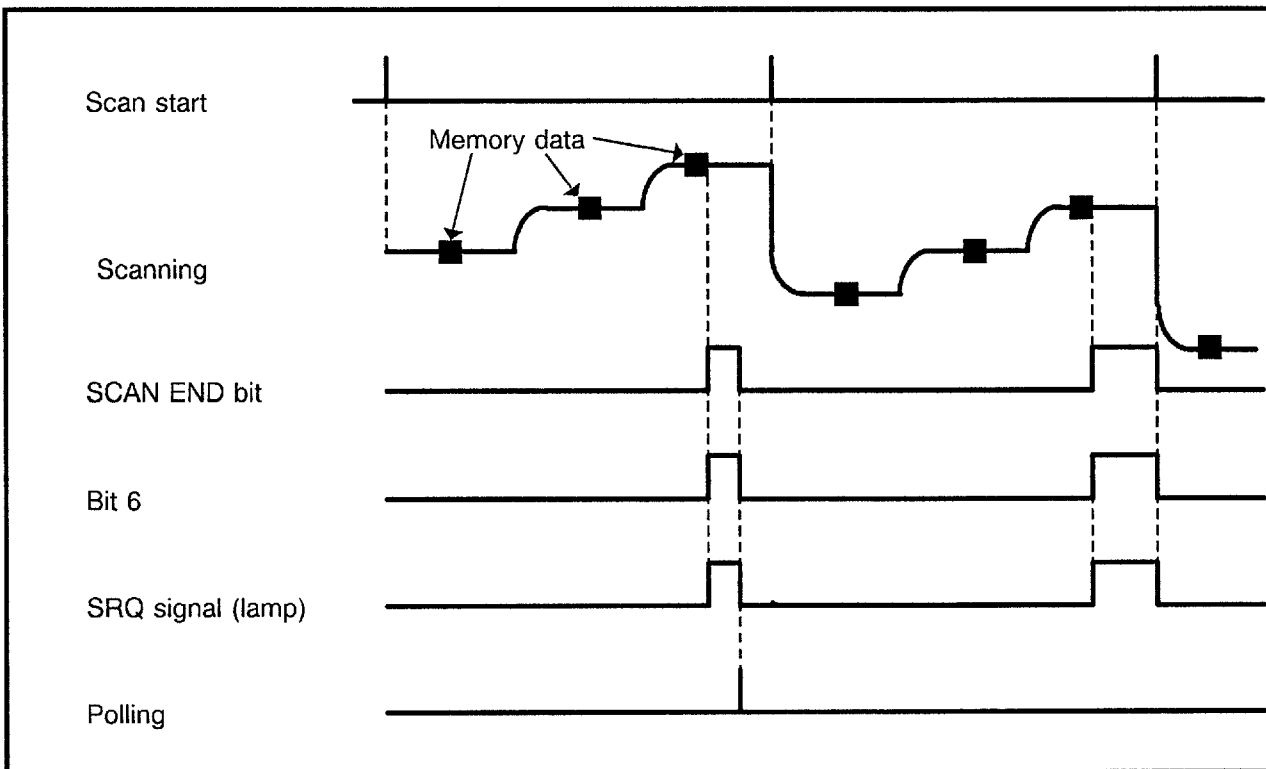 Scan start
Memory data
Scanning
SCAN END bit
Bit 6
SRQ signal (lamp)
Polling